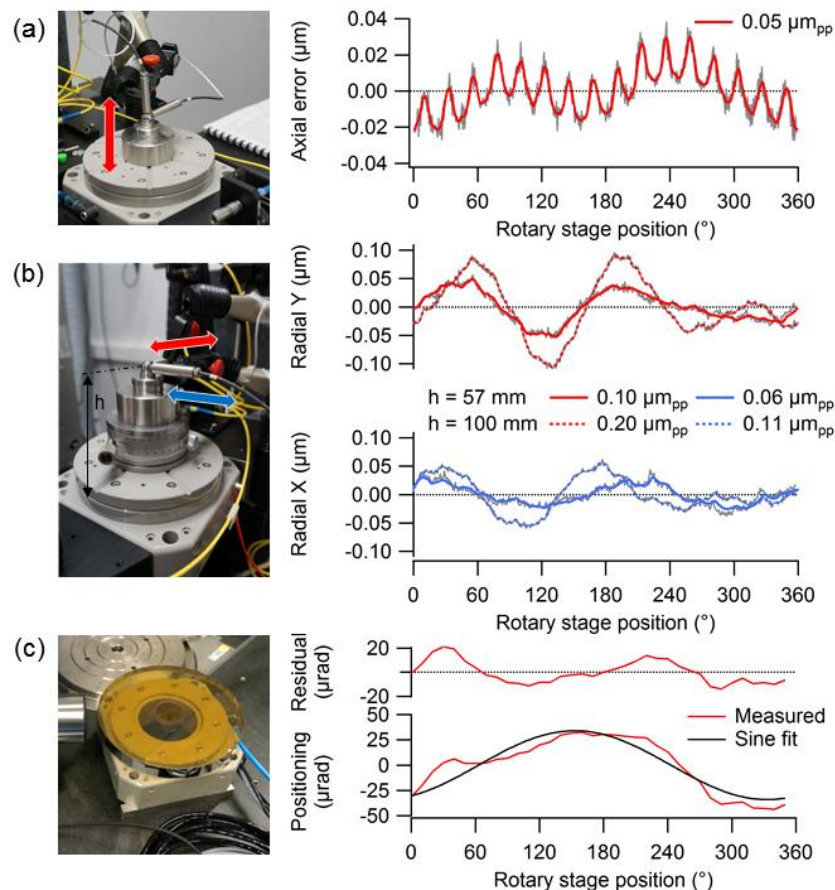 (a)
Axial error (µm)
0.04
0.02
0.00
-0.02
-0.04
0.05 µmpp
0 60 120 180 240 300 360
Rotary stage position (°)
(b)
h
Radial Y (µm)
0.10
0.05
0.00
-0.05
-0.10
h = 57 mm 0.10 µmpp 0.06 µmpp
h = 100 mm 0.20 µmpp 0.11 µmpp
Radial X (µm)
0.10
0.05
0.00
-0.05
-0.10
0 60 120 180 240 300 360
Rotary stage position (°)
(c)
Residual
(µrad)
20
-20
Positioning
(µrad)
50
25
0
-25
-50
Measured
Sine fit
0 60 120 180 240 300 360
Rotary stage position (°)